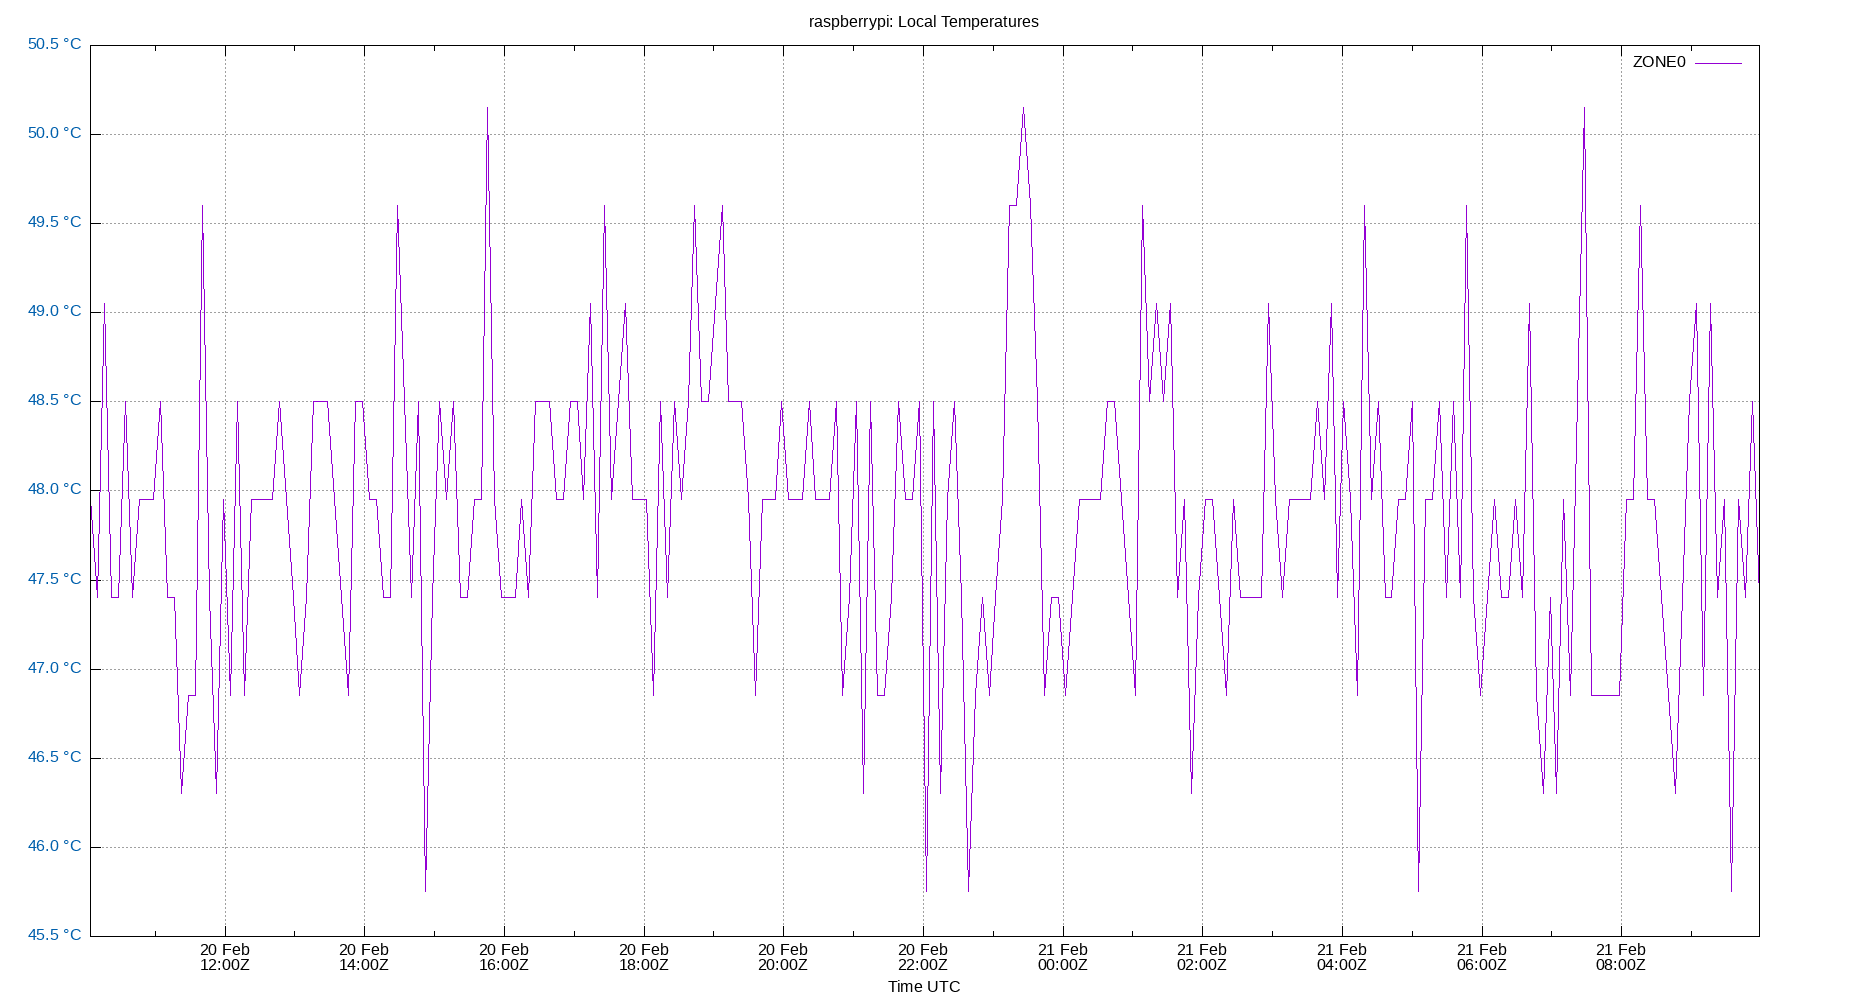 raspberrypi: Local Temperatures
50.5 °C
ZONE0
50.0 °C
49.5 °C
49.0 °C
48.5 °C
48.0 °C
47.5 °C
47.0 °C
46.5 °C
46.0 °C
45.5 °C
20 Feb 20 Feb 20 Feb 20 Feb 20 Feb 20 Feb 21 Feb 21 Feb 21 Feb 21 Feb 21 Feb
12:00Z 14:00Z 16:00Z 18:00Z 20:00Z 22:00Z 00:00Z 02:00Z 04:00Z 06:00Z 08:00Z
Time UTC